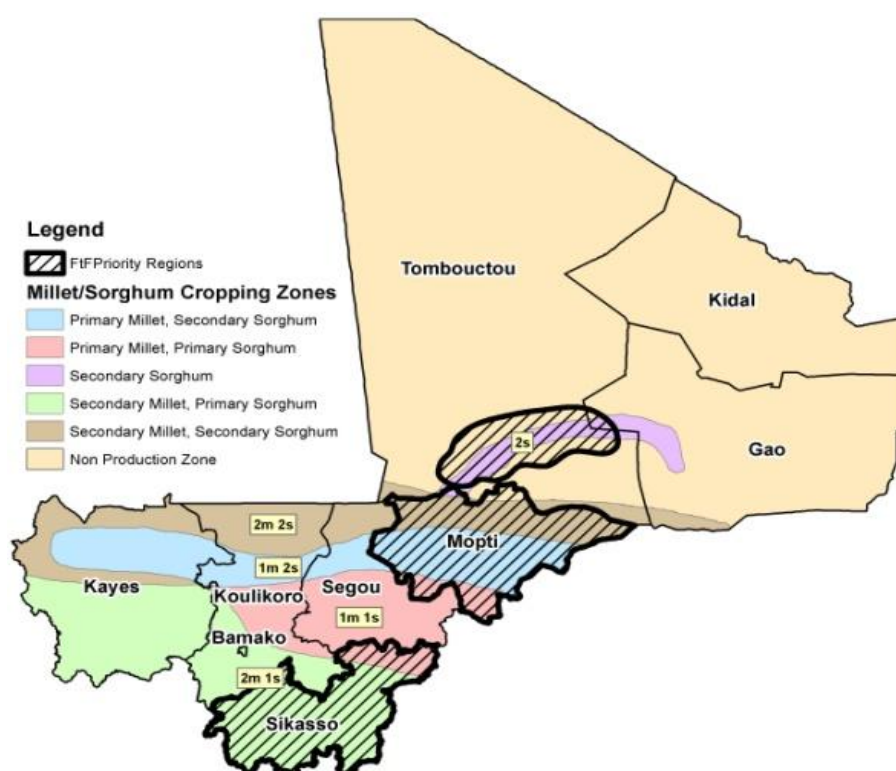 Tombouctou
Kidal
Legend
FtFPriority Regions
Millet/Sorghum Cropping Zones
Primary Millet, Secondary Sorghum
Primary Millet, Primary Sorghum
Secondary Sorghum
Secondary Millet, Primary Sorghum
Secondary Millet, Secondary Sorghum
Non Production Zone
2s
Gao
2m 2s
Mopti
1m 2s
Kayes
Koulikoro
Segou
1m 1s
Bamako
2m 1s
Sikasso